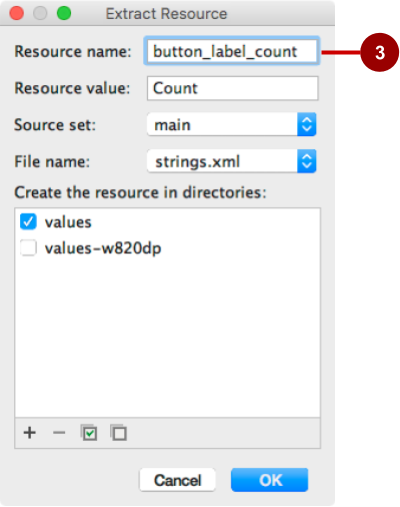 Extract Resource
Resource name: button_label_count
3
Resource value: Count
Source set: main
File name: strings.xml
Create the resource in directories:
values
values-w820dp
Cancel OK